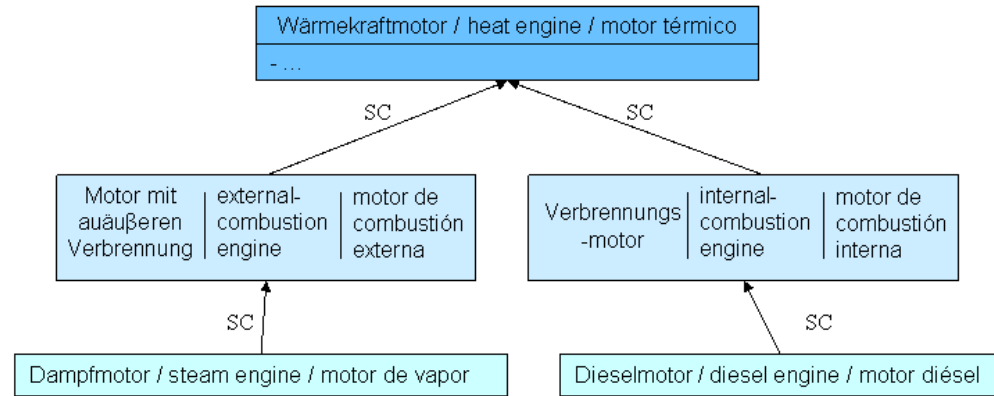 Wärmekraftmotor / heat engine / motor térmico
- ...
SC
SC
Motor mit
auäußeren
Verbrennung
external-
combustion
engine
motor de
combustión
externa
Verbrennungs
-motor
internal-
combustion
engine
motor de
combustión
interna
SC
SC
Dampfmotor / steam engine / motor de vapor
Dieselmotor / diesel engine / motor diésel